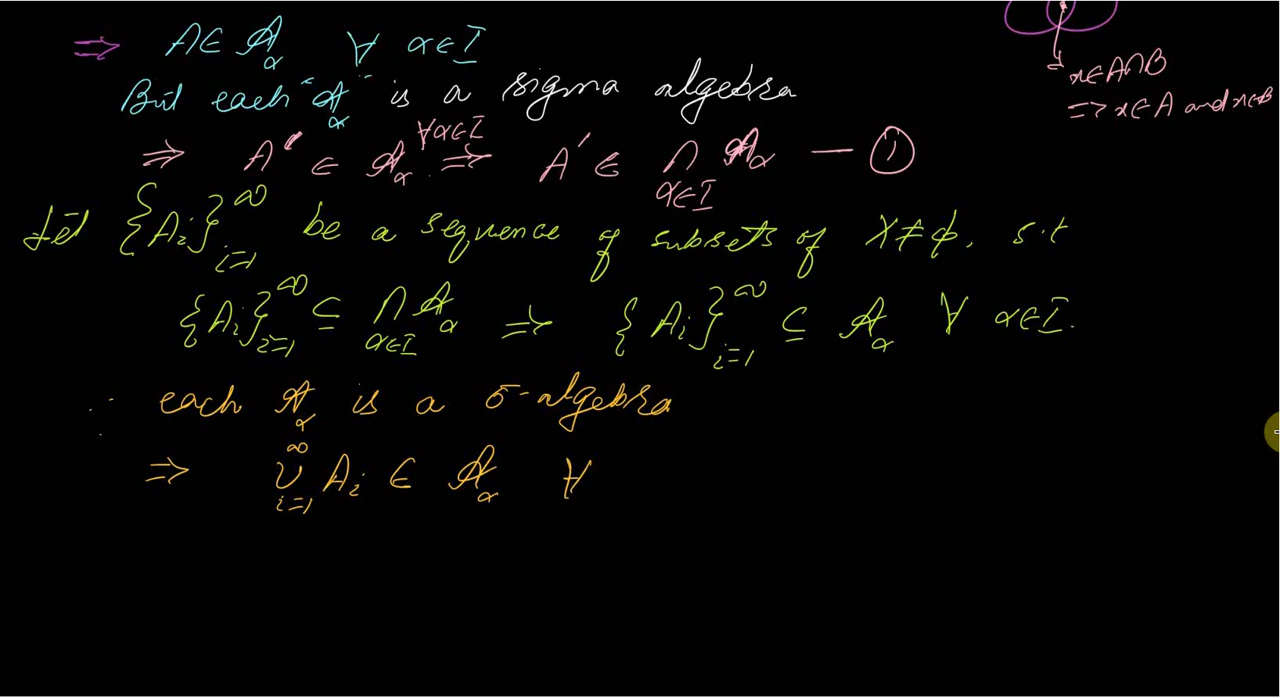 ⇒ A ∈ 𝒜_α ∀ α ∈ I
x ∈ A ∩ B
⇒ x ∈ A and x ∈ B
But each "𝒜_α" is a sigma algebra
⇒ A' ∈ 𝒜_α ∀ α ∈ I ⇒ A' ∈ ∩_{α∈I} 𝒜_α — ①
Let {A_i}_{i=1}^∞ be a sequence of subsets of X ≠ ϕ, s.t
{A_i}_{i=1}^∞ ⊆ ∩_{α∈I} 𝒜_α ⇒ {A_i}_{i=1}^∞ ⊆ 𝒜_α ∀ α ∈ I.
∵ each 𝒜_α is a σ-algebra
⇒ ∪_{i=1}^∞ A_i ∈ 𝒜_α ∀